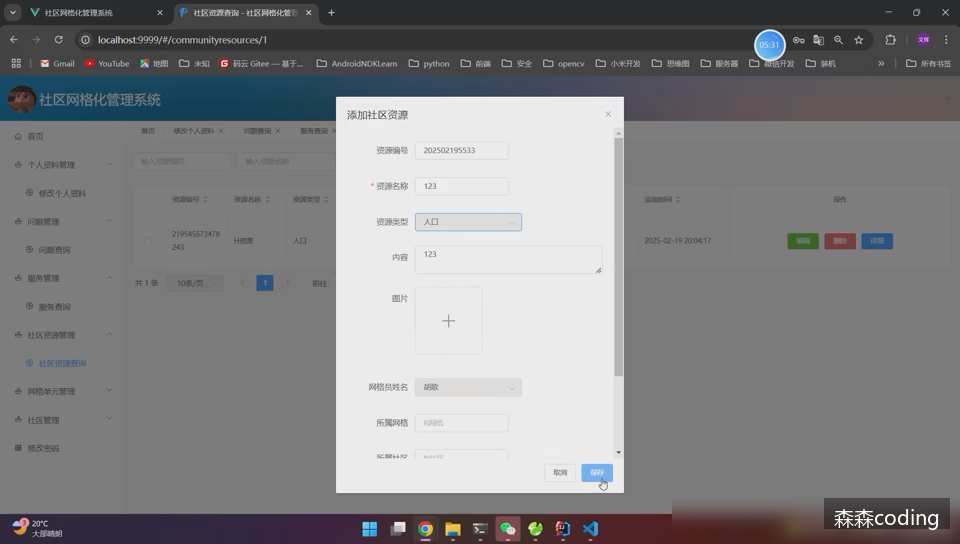 社区网格化管理系统
社区资源查询 - 社区网格化管
localhost:9999/#/communityresources/1
05:31
文辉
Gmail
YouTube
地图
未知
码云 Gitee — 基于...
AndroidNDKLearn
python
前端
安全
opencv
小米开发
思维图
服务器
微信开发
装机
所有书签
社区网格化管理系统
首页
个人资料管理
修改个人资料
问题管理
问题查询
服务管理
服务查询
社区资源管理
社区资源查询
网格单元管理
社区管理
修改密码
首页
修改个人资料
问题查询
服务查询
输入资源编号
输入资源名称
资源编号
资源名称
资源类型
添加时间
操作
219545673478
243
H资源
人口
2025-02-19 20:04:17
编辑
删除
详细
共 1 条
10条/页
1
前往
添加社区资源
资源编号
202502195533
* 资源名称
123
资源类型
人口
内容
123
图片
网格员姓名
胡歌
所属网格
所属社区
取消
保存
3
20°C
大部晴朗
森森coding